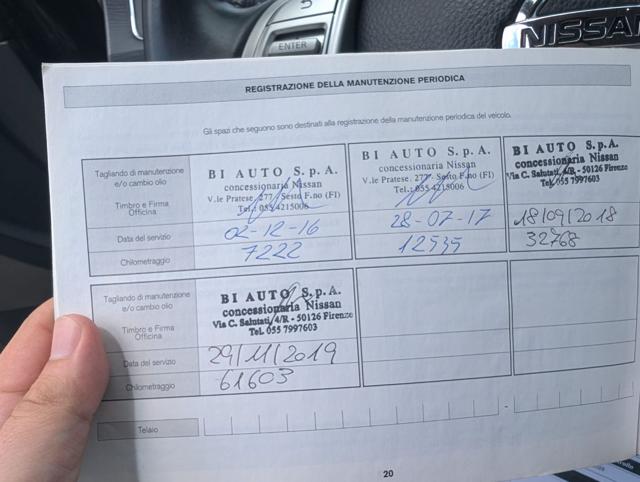 ENTER
NISSAN
REGISTRAZIONE DELLA MANUTENZIONE PERIODICA
Gli spazi che seguono sono destinati alla registrazione della manutenzione periodica del veicolo.
Tagliando di manutenzione
e/o cambio olio
Timbro e Firma
Officina
BI AUTO S.p.A.
concessionaria Nissan
V.le Pratese, 277 Sesto F.no (FI)
Tel.: 055 4215006
BI AUTO S.p.A.
concessionaria Nissan
V.le Pratese, 277 Sesto F.no (FI)
Tel.: 055 4215006
BI AUTO S.p.A.
concessionaria Nissan
Via C. Salutati, 4/R - 50126 Firenze
Tel. 055 7997603
Data del servizio
02-12-16
28-07-17
18/09/2018
Chilometraggio
7222
12535
32768
Tagliando di manutenzione
e/o cambio olio
Timbro e Firma
Officina
BI AUTO S.p.A.
concessionaria Nissan
Via C. Salutati, 4/R - 50126 Firenze
Tel. 055 7997603
Data del servizio
29/11/2019
Chilometraggio
61603
Telaio
-
20